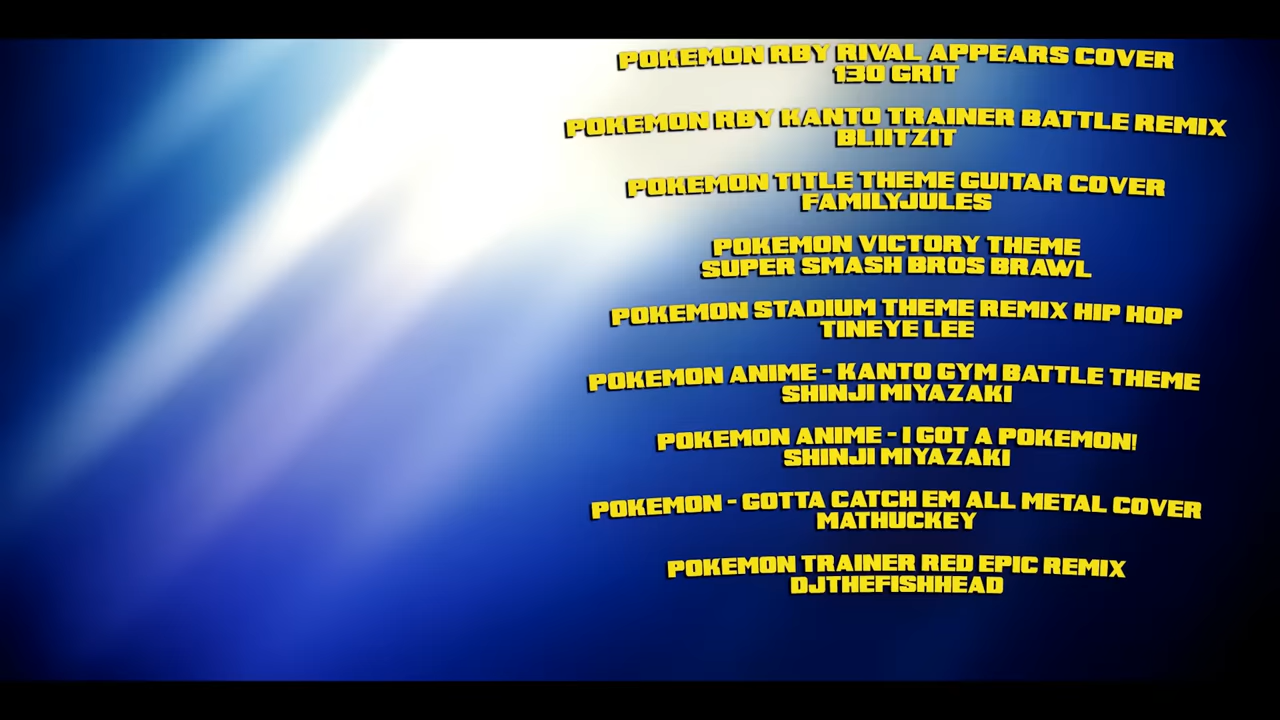 POKEMON RBY RIVAL APPEARS COVER
130 GRIT
POKEMON RBY KANTO TRAINER BATTLE REMIX
BLIITZIT
POKEMON TITLE THEME GUITAR COVER
FAMILYJULES
POKEMON VICTORY THEME
SUPER SMASH BROS BRAWL
POKEMON STADIUM THEME REMIX HIP HOP
TINEYE LEE
POKEMON ANIME - KANTO GYM BATTLE THEME
SHINJI MIYAZAKI
POKEMON ANIME - I GOT A POKEMON!
SHINJI MIYAZAKI
POKEMON - GOTTA CATCH EM ALL METAL COVER
MATHUCKEY
POKEMON TRAINER RED EPIC REMIX
DJTHEFISHHEAD